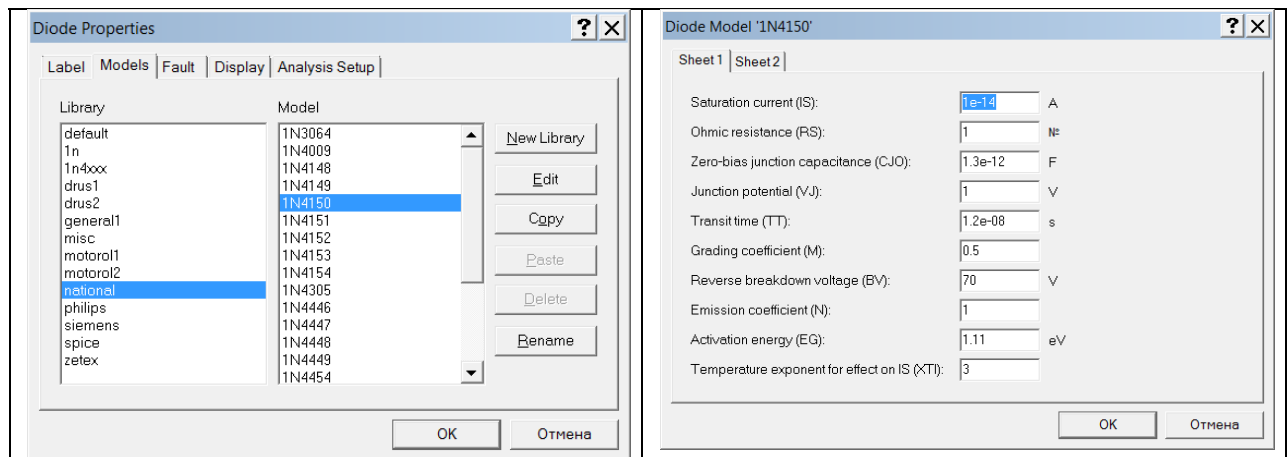 Diode Properties
Label Models Fault Display Analysis Setup
Library
default
1n
1n4xxx
drus1
drus2
general1
misc
motorol1
motorol2
national
philips
siemens
spice
zetex
Model
1N3064
1N4009
1N4148
1N4149
1N4150
1N4151
1N4152
1N4153
1N4154
1N4305
1N4446
1N4447
1N4448
1N4449
1N4454
New Library
Edit
Copy
Paste
Delete
Rename
OK Отмена
Diode Model '1N4150'
Sheet 1 Sheet 2
Saturation current (IS): 1e-14 A
Ohmic resistance (RS): 1 №
Zero-bias junction capacitance (CJO): 1.3e-12 F
Junction potential (VJ): 1 V
Transit time (TT): 1.2e-08 s
Grading coefficient (M): 0.5
Reverse breakdown voltage (BV): 70 V
Emission coefficient (N): 1
Activation energy (EG): 1.11 eV
Temperature exponent for effect on IS (XTI): 3
OK Отмена